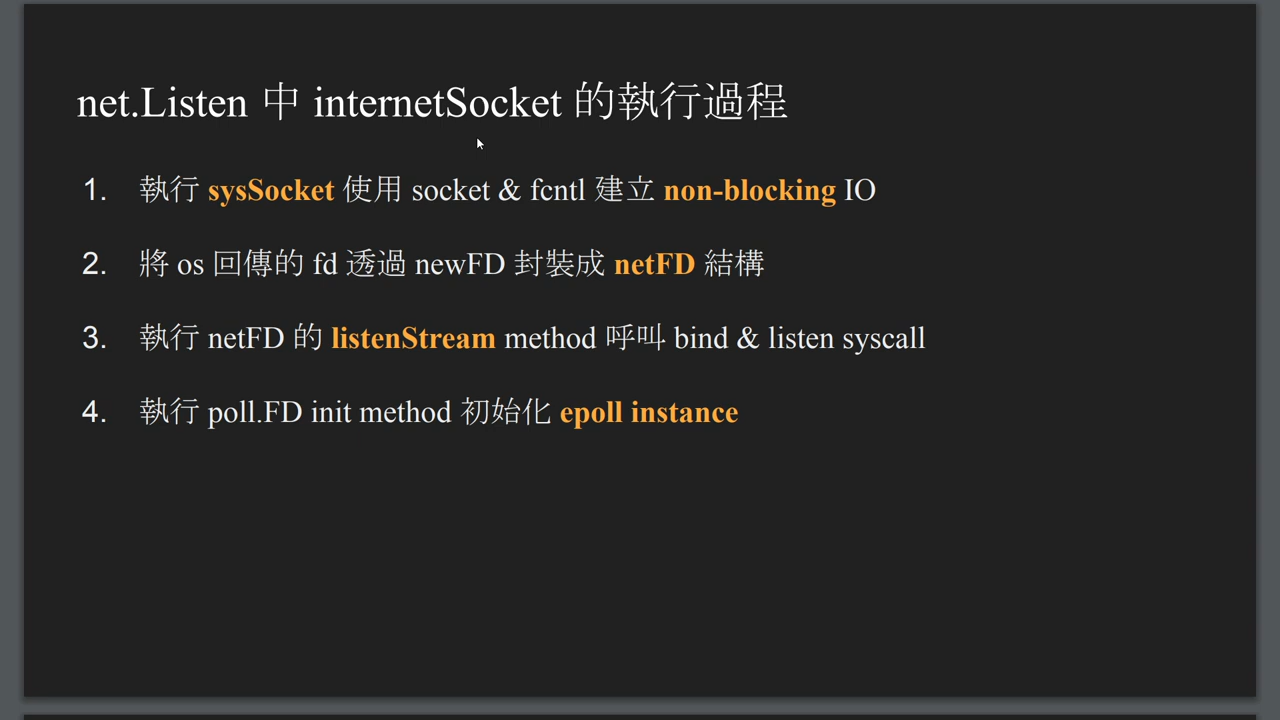 net.Listen 中 internetSocket 的執行過程
1. 執行 sysSocket 使用 socket & fcntl 建立 non-blocking IO
2. 將 os 回傳的 fd 透過 newFD 封裝成 netFD 結構
3. 執行 netFD 的 listenStream method 呼叫 bind & listen syscall
4. 執行 poll.FD init method 初始化 epoll instance